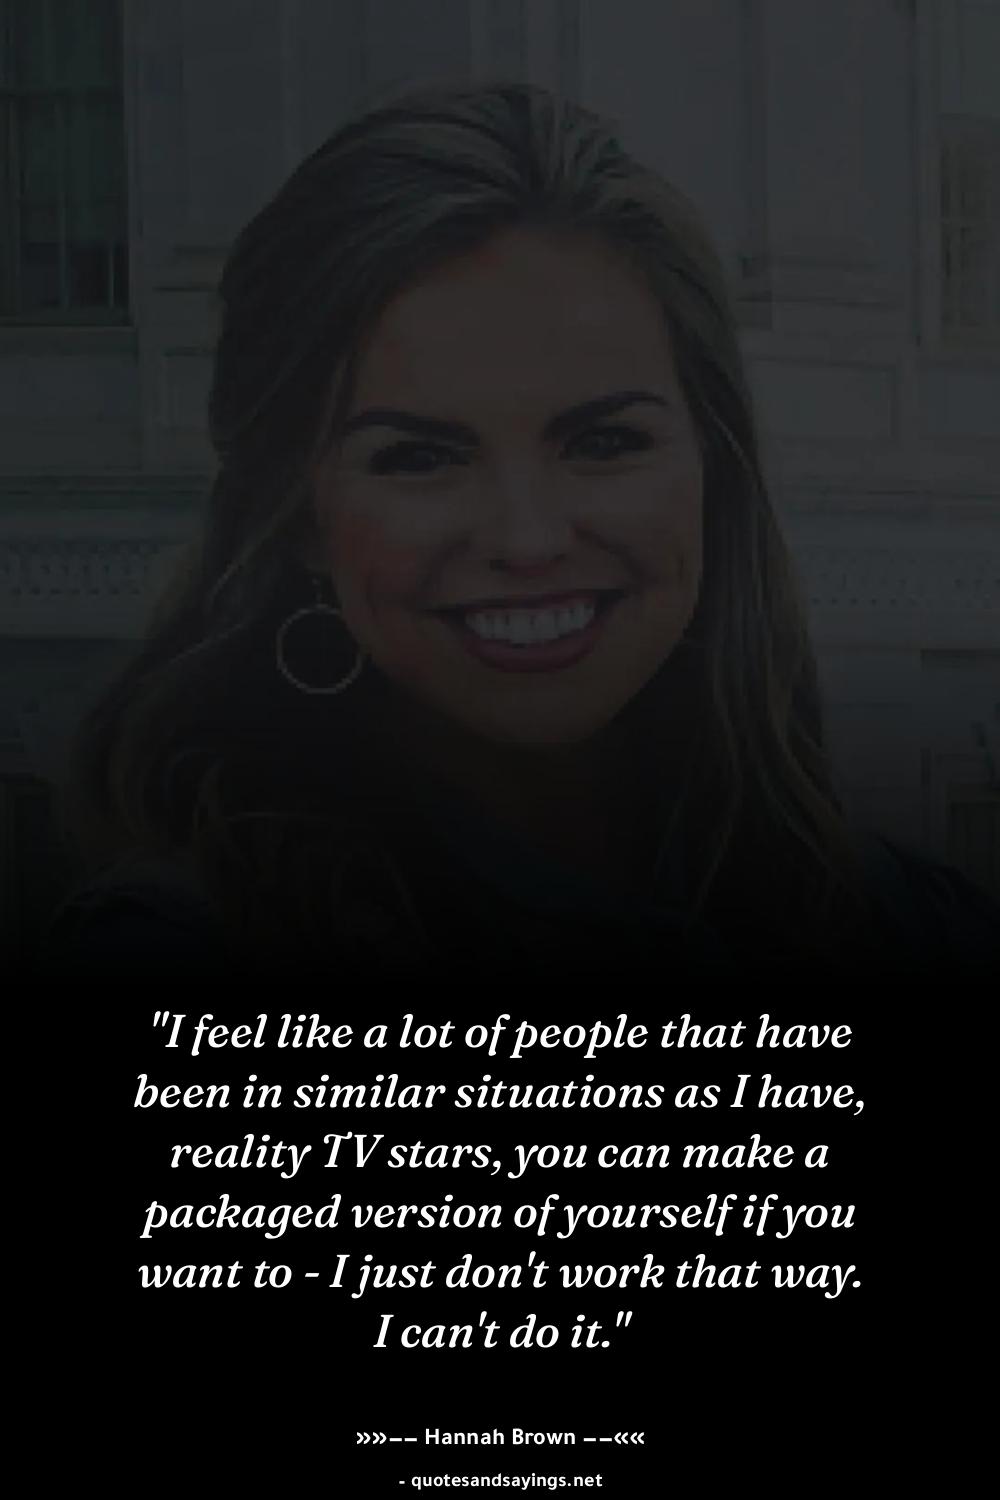 "I feel like a lot of people that have
been in similar situations as I have,
reality TV stars, you can make a
packaged version of yourself if you
want to - I just don't work that way.
I can't do it."
»»−− Hannah Brown −−««
- quotesandsayings.net